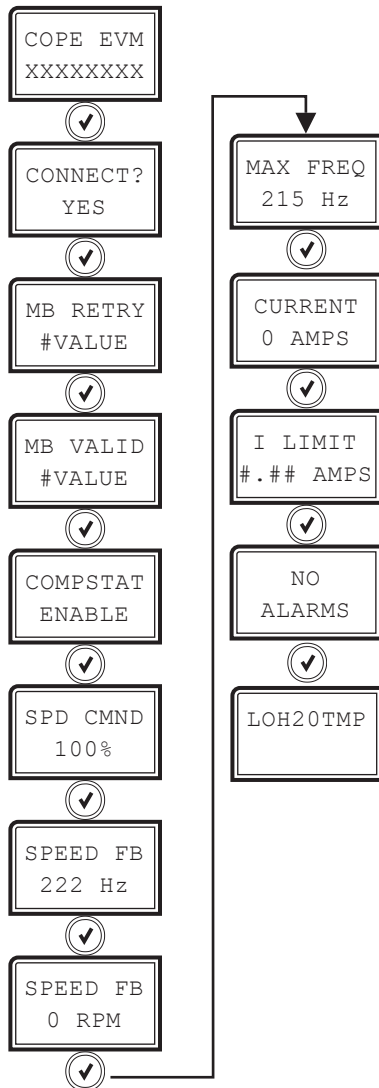 COPE EVM
XXXXXXXX
CONNECT?
YES
MB RETRY
#VALUE
MB VALID
#VALUE
COMPSTAT
ENABLE
SPD CMND
100%
SPEED FB
222 Hz
SPEED FB
0 RPM
MAX FREQ
215 Hz
CURRENT
0 AMPS
I LIMIT
#.## AMPS
NO
ALARMS
LOH20TMP